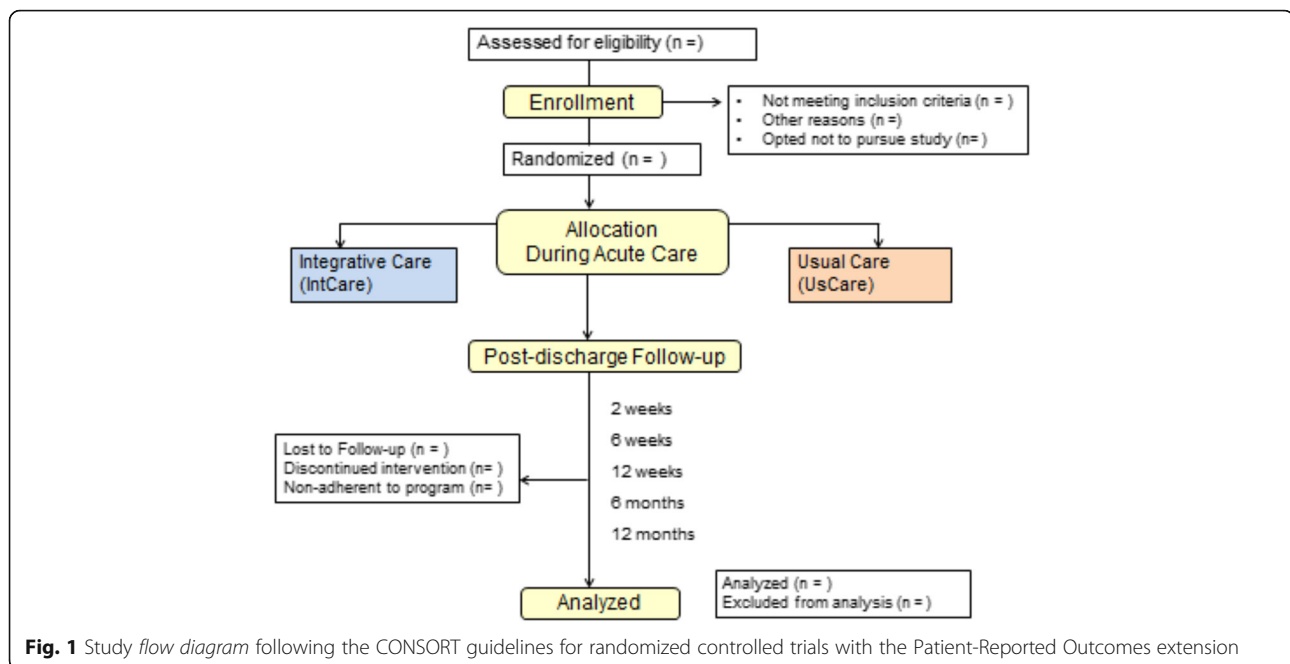 Assessed for eligibility (n =)
Enrollment
• Not meeting inclusion criteria (n = )
• Other reasons (n =)
• Opted not to pursue study (n= )
Randomized (n = )
Allocation
During Acute Care
Integrative Care
(IntCare)
Usual Care
(UsCare)
Post-discharge Follow-up
2 weeks
6 weeks
12 weeks
6 months
12 months
Lost to Follow-up (n = )
Discontinued intervention (n= )
Non-adherent to program (n= )
Analyzed
Analyzed (n = )
Excluded from analysis (n = )
Fig. 1 Study flow diagram following the CONSORT guidelines for randomized controlled trials with the Patient-Reported Outcomes extension